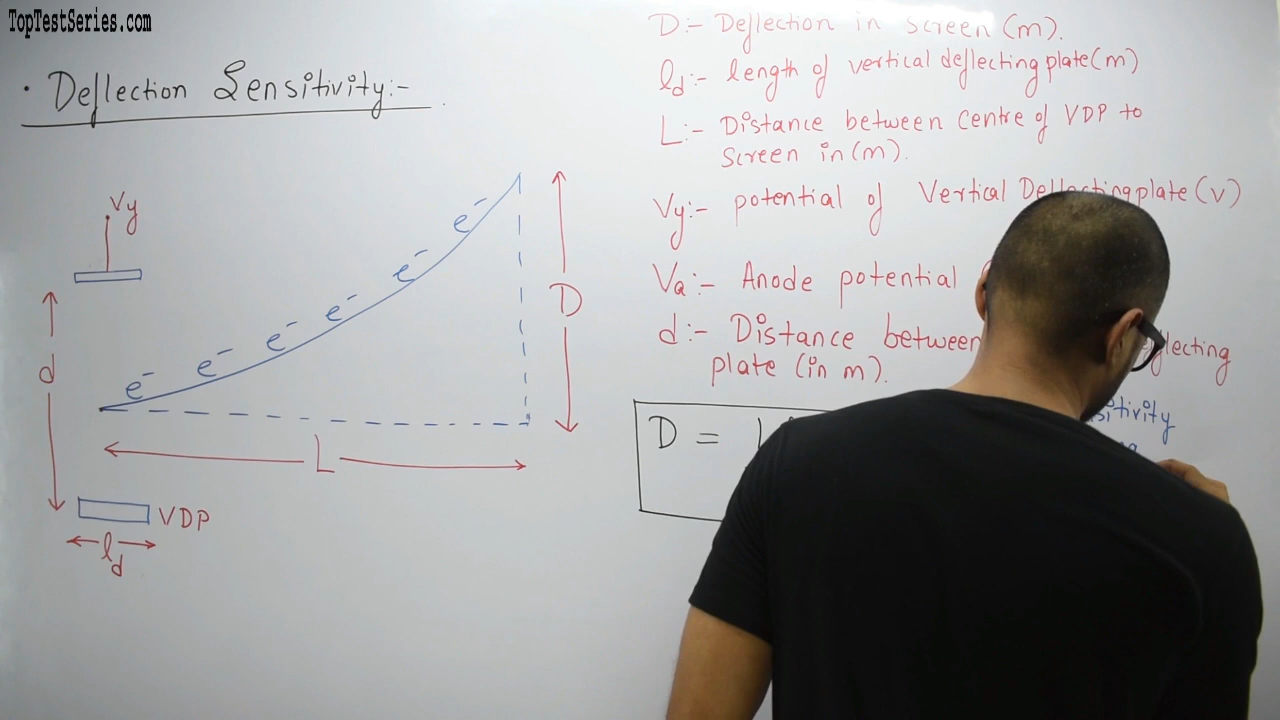 TopTestSeries.com
· Deflection Sensitivity:-
Vy
d
e⁻ e⁻ e⁻ e⁻ e⁻ e⁻
D
L
VDP
ld
D:- Deflection in screen (m).
ld:- length of vertical deflecting plate(m)
L:- Distance between centre of VDP to
screen in(m).
Vy:- potential of Vertical Deflecting plate(v)
Va:- Anode potential
d:- Distance between
plate (in m).
D = L